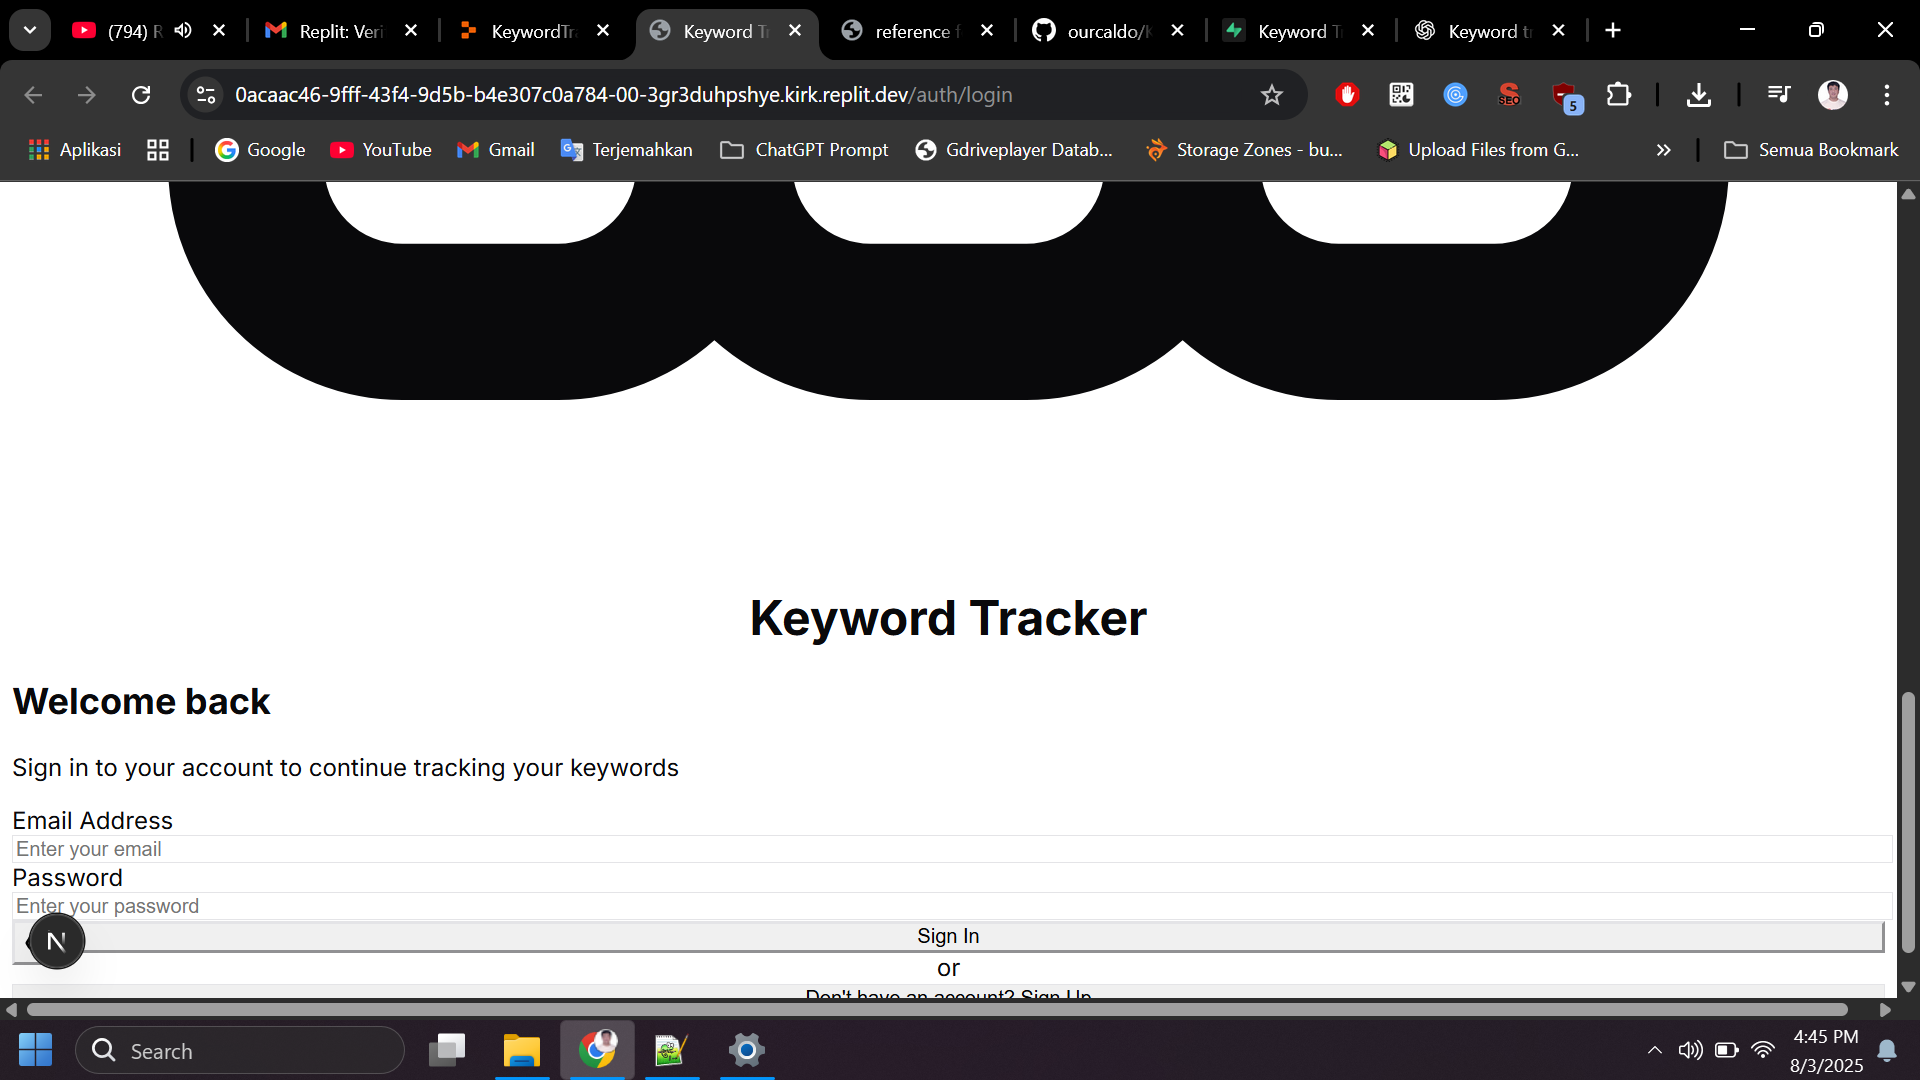 (794) R
Replit: Veri
KeywordTr
Keyword T
reference f
ourcaldo/K
Keyword T
Keyword tr
0acaac46-9fff-43f4-9d5b-b4e307c0a784-00-3gr3duhpshye.kirk.replit.dev/auth/login
SEO
5
Aplikasi
Google
YouTube
Gmail
Terjemahkan
ChatGPT Prompt
Gdriveplayer Datab...
Storage Zones - bu...
Upload Files from G...
Semua Bookmark
Keyword Tracker
Welcome back
Sign in to your account to continue tracking your keywords
Email Address
Enter your email
Password
Enter your password
N
Sign In
or
Don't have an account? Sign Up
Search
4:45 PM
8/3/2025